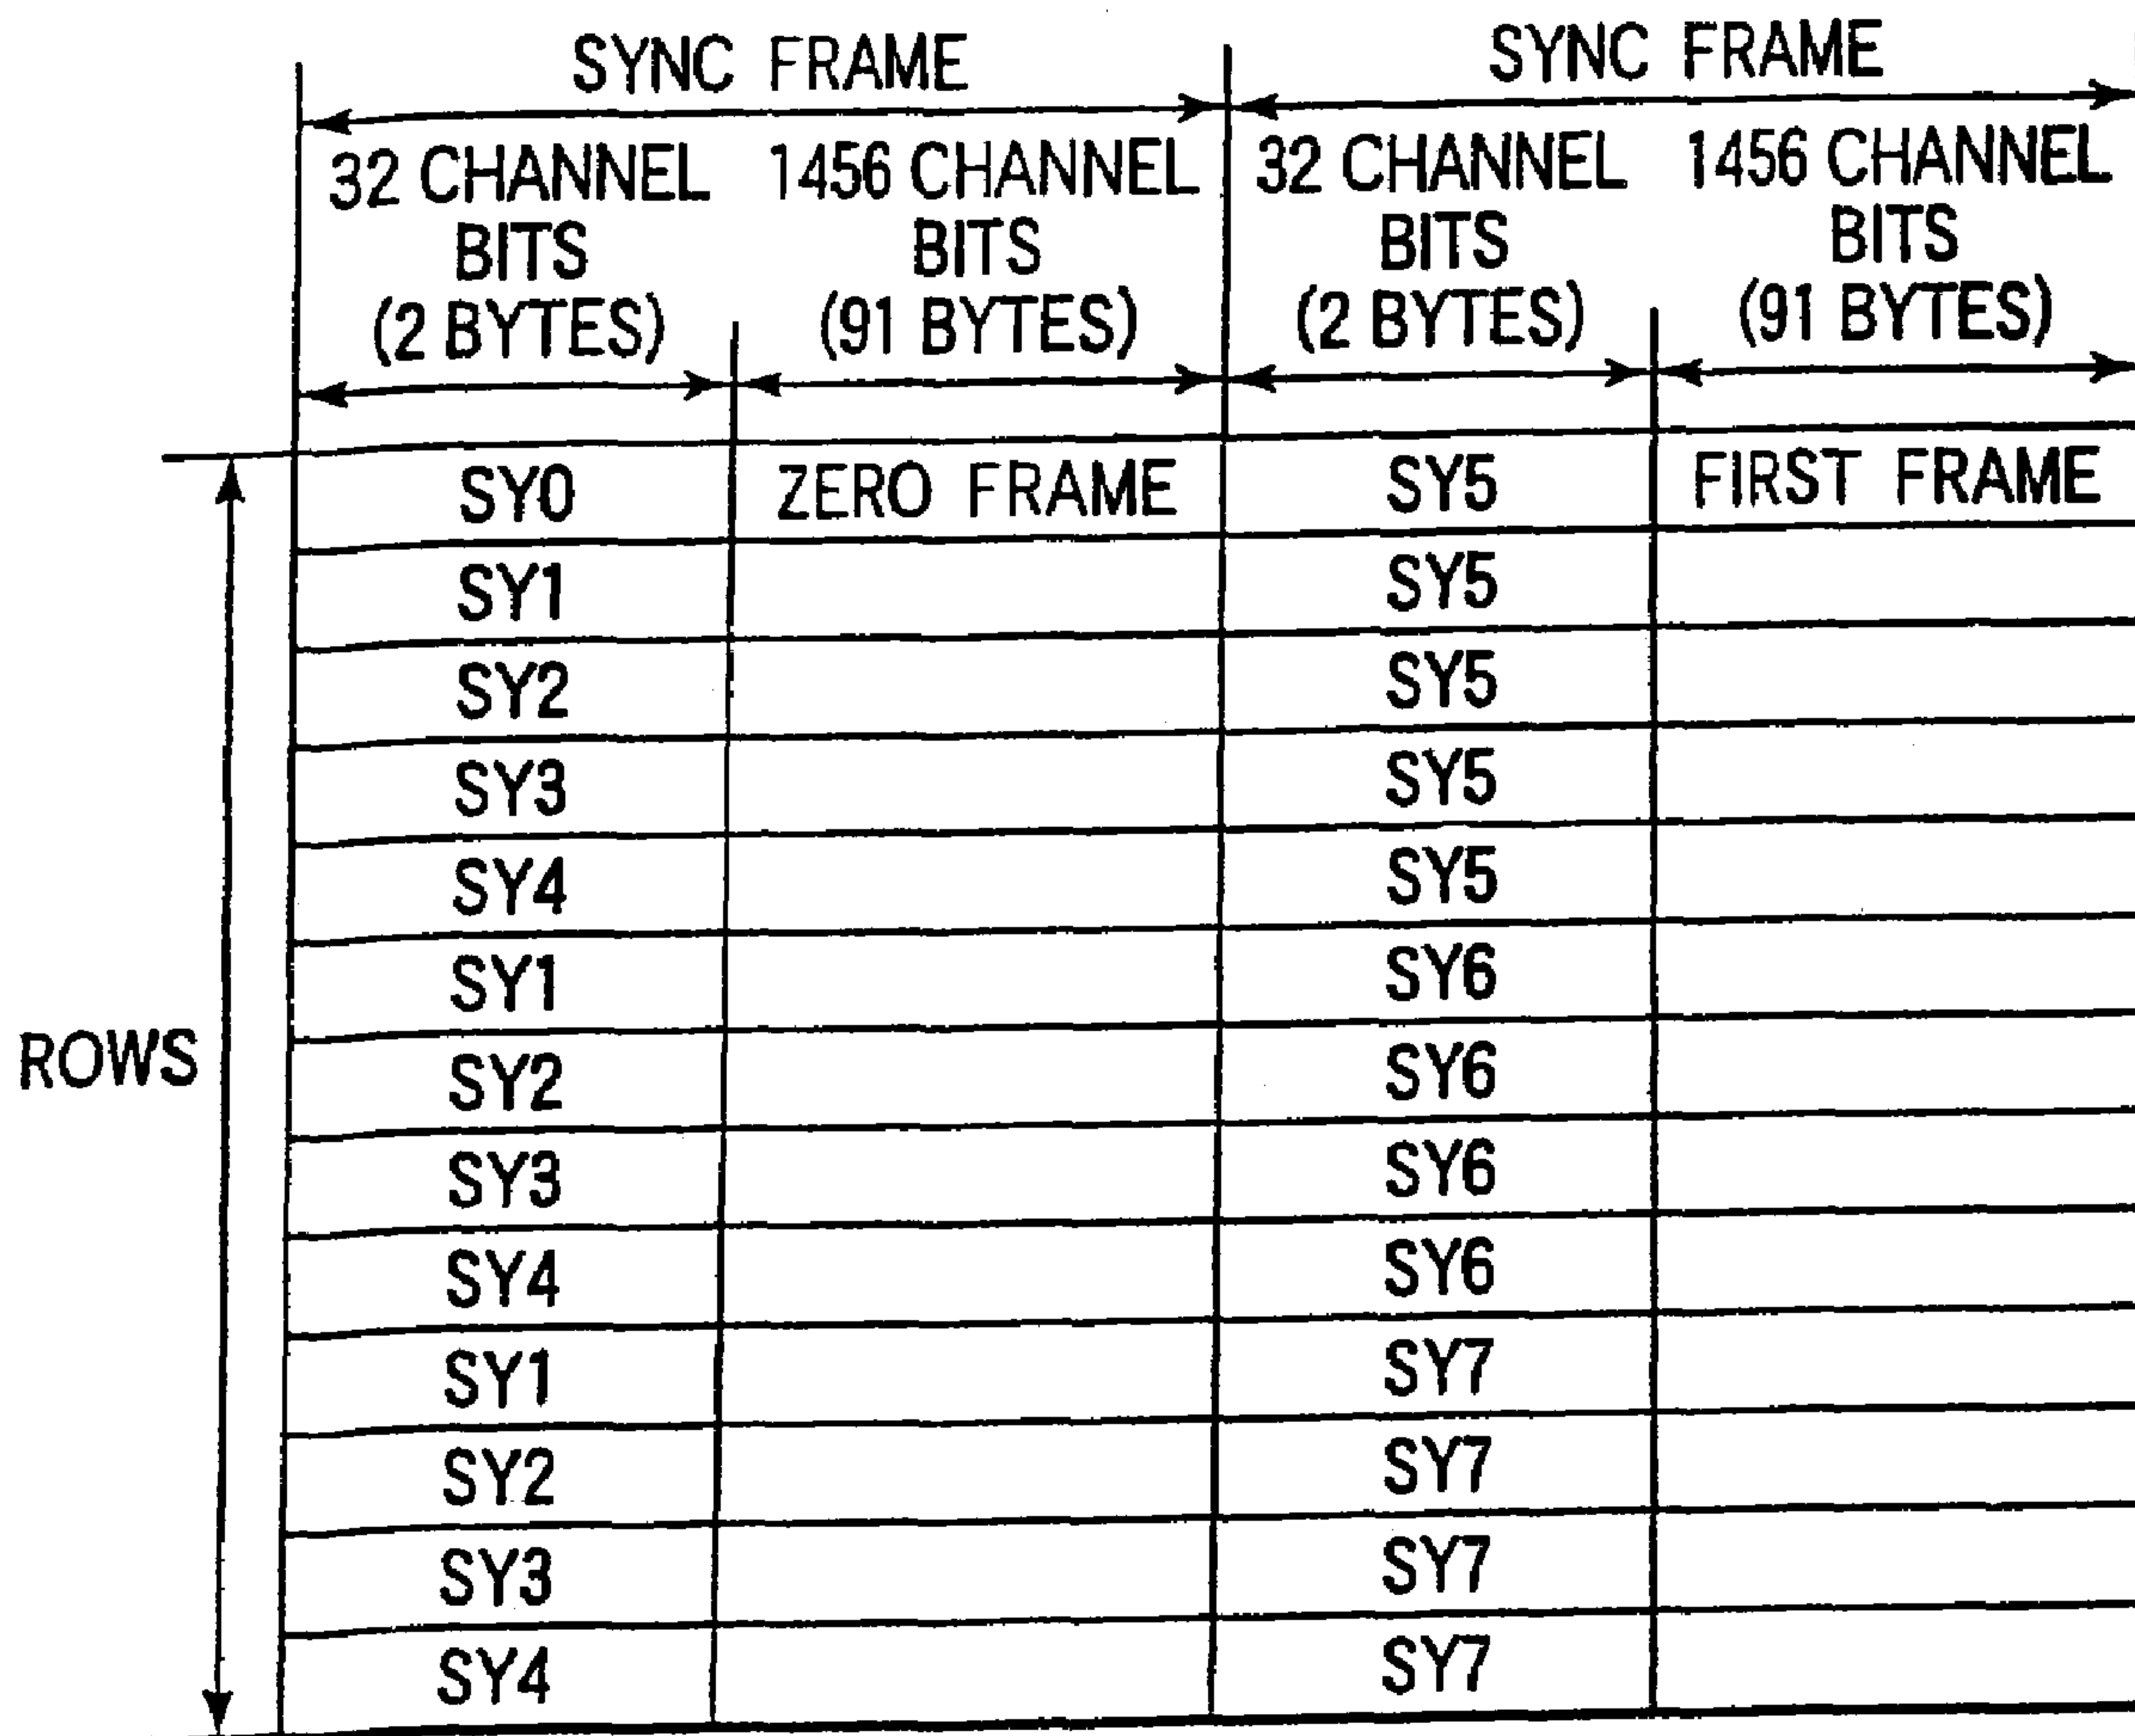 SYNC FRAME SYNC FRAME
32 CHANNEL 1456 CHANNEL 32 CHANNEL 1456 CHANNEL
BITS BITS BITS BITS
(2 BYTES) (91 BYTES) (2 BYTES) (91 BYTES)
SY0 ZERO FRAME SY5 FIRST FRAME
SY1 SY5
SY2 SY5
SY3 SY5
SY4 SY5
SY1 SY6
ROWS
SY2 SY6
SY3 SY6
SY4 SY6
SY1 SY7
SY2 SY7
SY3 SY7
SY4 SY7